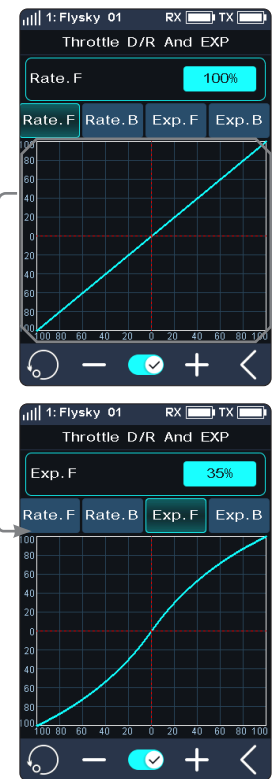 1: Flysky 01 RX TX
Throttle D/R And EXP
Rate.F 100%
Rate.F Rate.B Exp.F Exp.B
100
80
60
40
20
0
20
40
60
80
100
100 80 60 40 20 0 20 40 60 80 100
1: Flysky 01 RX TX
Throttle D/R And EXP
Exp.F 35%
Rate.F Rate.B Exp.F Exp.B
100
80
60
40
20
0
20
40
60
80
100
100 80 60 40 20 0 20 40 60 80 100